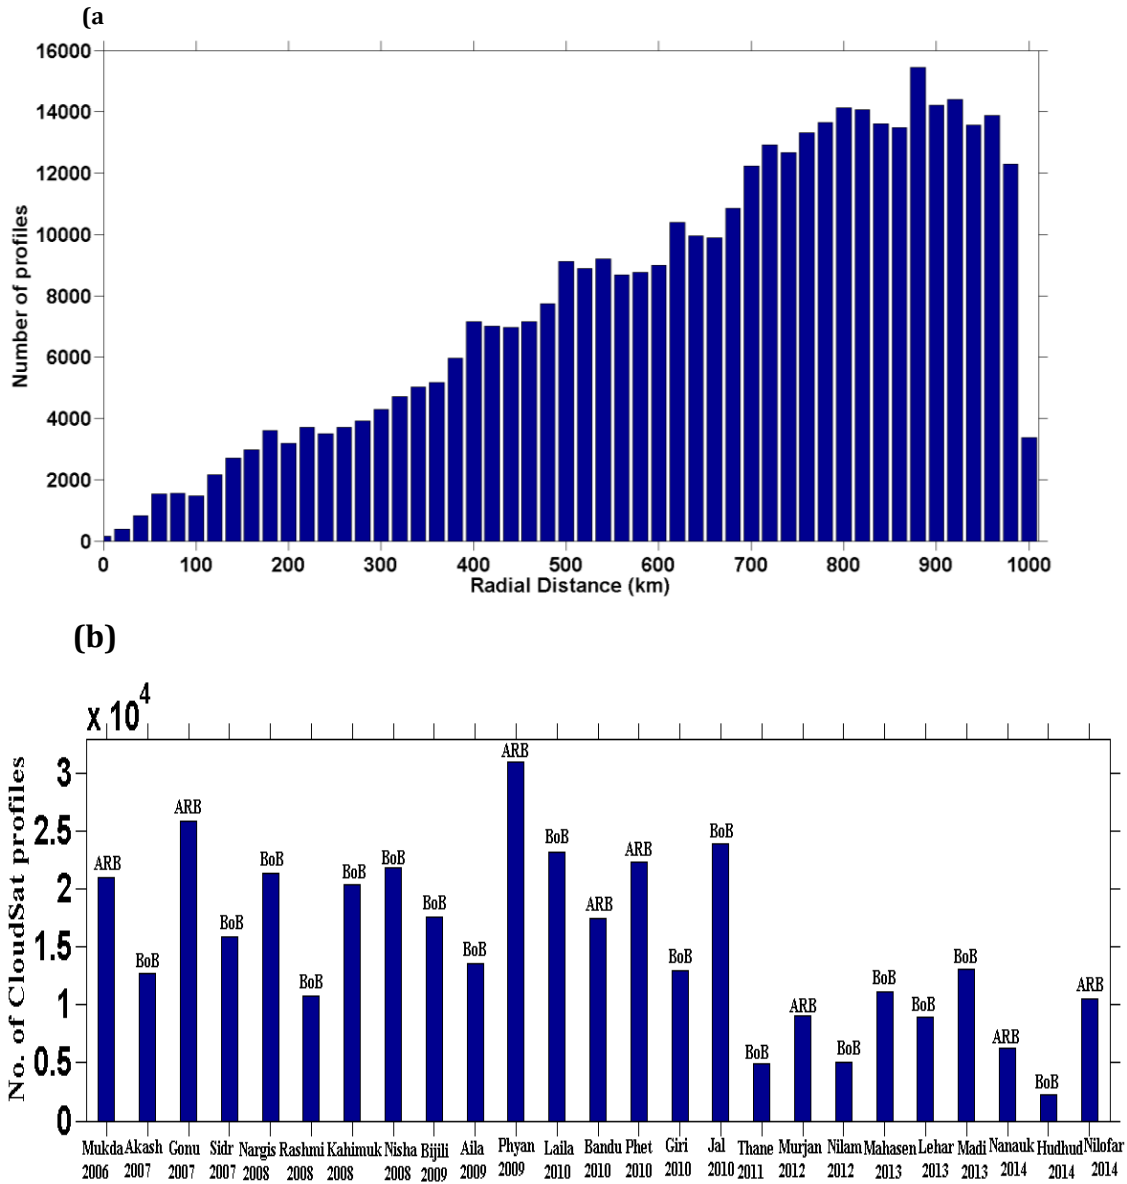 (a
16000
14000
12000
10000
8000
6000
4000
2000
0
Number of profiles
0 100 200 300 400 500 600 700 800 900 1000
Radial Distance (km)
(b)
x 10^4
No. of CloudSat profiles
3
2.5
2
1.5
1
0.5
0
ARB BoB ARB BoB BoB BoB BoB BoB BoB BoB ARB BoB ARB ARB BoB BoB BoB ARB BoB BoB BoB BoB ARB BoB ARB
Mukda Akash Gonu Sidr Nargis Rashmi Kahimuk Nisha Bijili Aila Phyan Laila Bandu Phet Giri Jal Thane Murjan Nilam Mahasen Lehar Madi Nanauk Hudhud Nilofar
2006 2007 2007 2007 2008 2008 2008 2008 2009 2009 2009 2010 2010 2010 2010 2010 2011 2012 2012 2013 2013 2013 2014 2014 2014